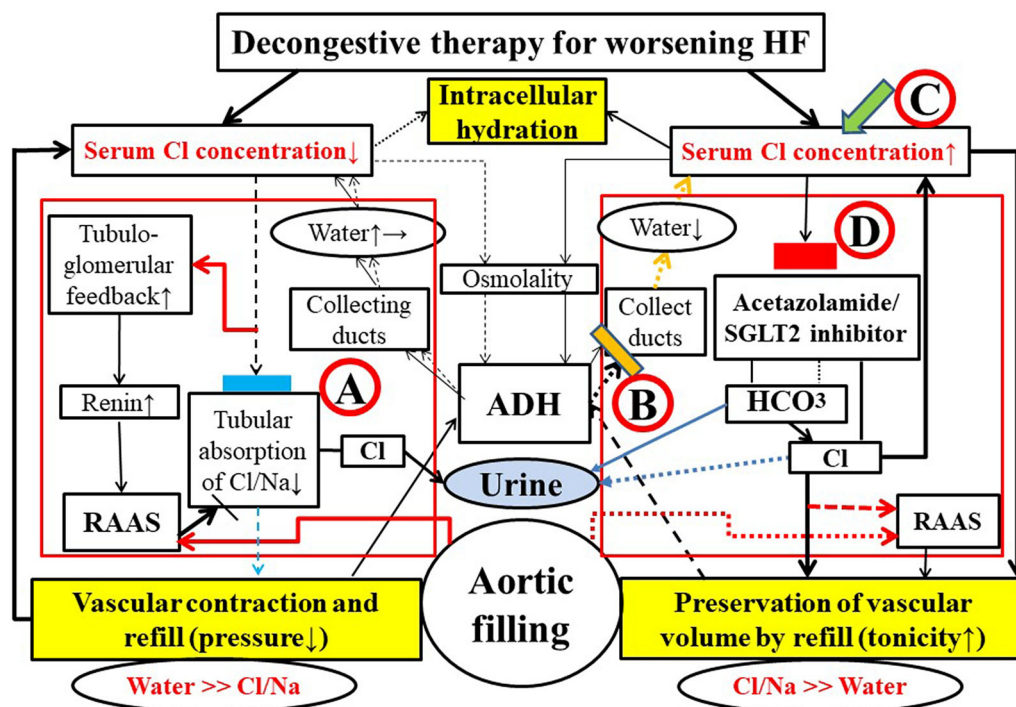 Decongestive therapy for worsening HF
Intracellular
hydration
C
Serum Cl concentration↓
Serum Cl concentration↑
Tubulo-
glomerular
feedback↑
Water↑→
Water↓
D
Osmolality
Collecting
ducts
Collect
ducts
Acetazolamide/
SGLT2 inhibitor
Renin↑
A
Tubular
absorption
of Cl/Na↓
ADH
B
HCO3
Cl
Cl
Urine
RAAS
RAAS
Aortic
filling
Vascular contraction and
refill (pressure↓)
Preservation of vascular
volume by refill (tonicity↑)
Water >> Cl/Na
Cl/Na >> Water